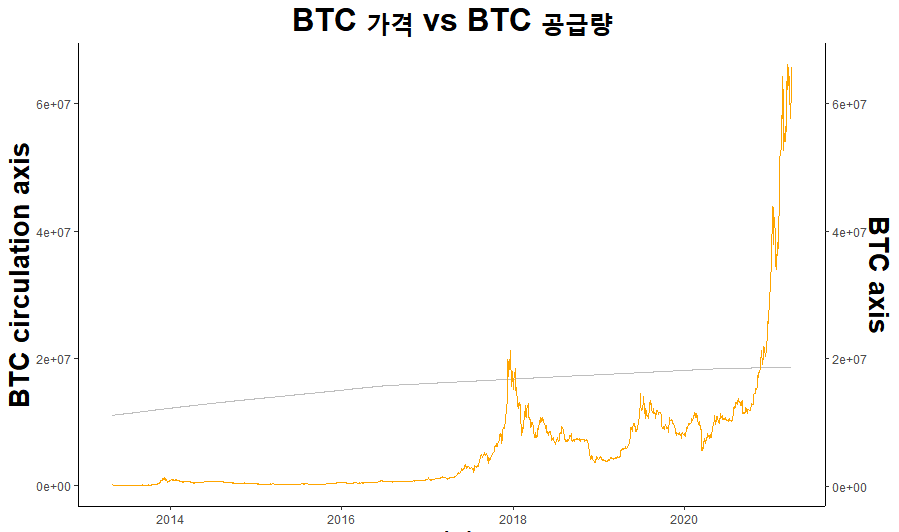 BTC 가격 vs BTC 공급량
BTC circulation axis
6e+07
4e+07
2e+07
0e+00
6e+07
4e+07
2e+07
0e+00
BTC axis
2014 2016 2018 2020